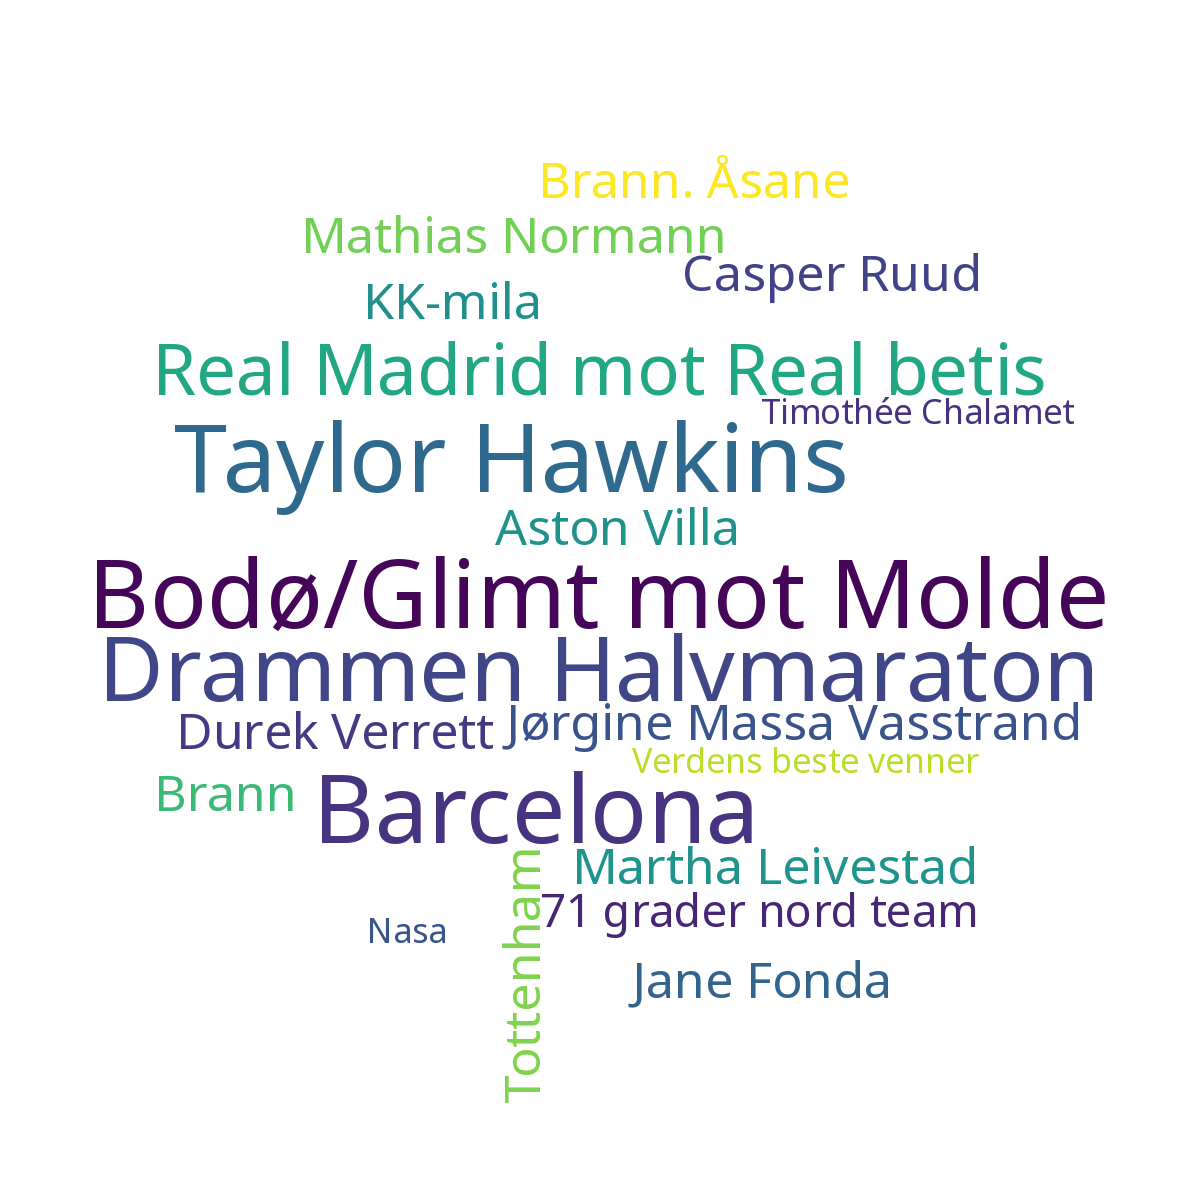 Brann. Åsane
Mathias Normann
Casper Ruud
KK-mila
Real Madrid mot Real betis
Timothée Chalamet
Taylor Hawkins
Aston Villa
Bodø/Glimt mot Molde
Drammen Halvmaraton
Durek Verrett
Jørgine Massa Vasstrand
Verdens beste venner
Brann
Barcelona
Martha Leivestad
Tottenham
71 grader nord team
Nasa
Jane Fonda